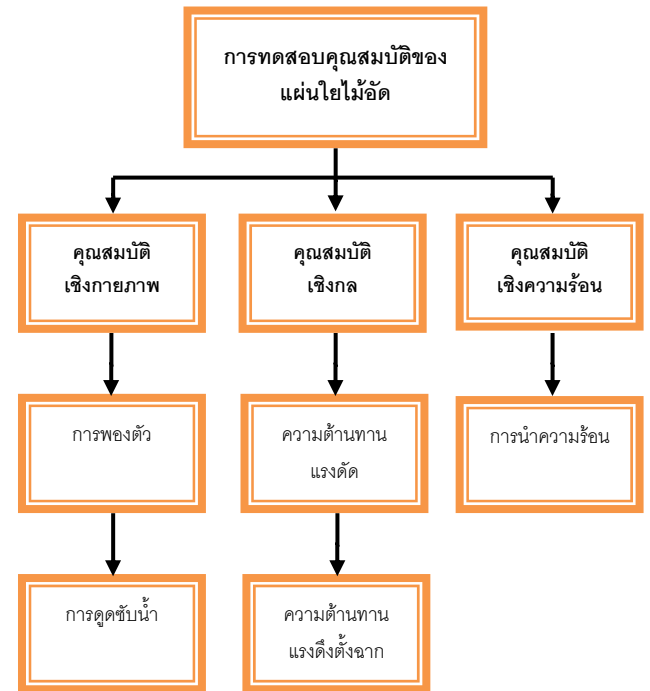 การทดสอบคุณสมบัติของ
แผ่นใยไม้อัด
คุณสมบัติ
เชิงกายภาพ
คุณสมบัติ
เชิงกล
คุณสมบัติ
เชิงความร้อน
การพองตัว
ความต้านทาน
แรงดัด
การนำความร้อน
การดูดซับน้ำ
ความต้านทาน
แรงดึงตั้งฉาก